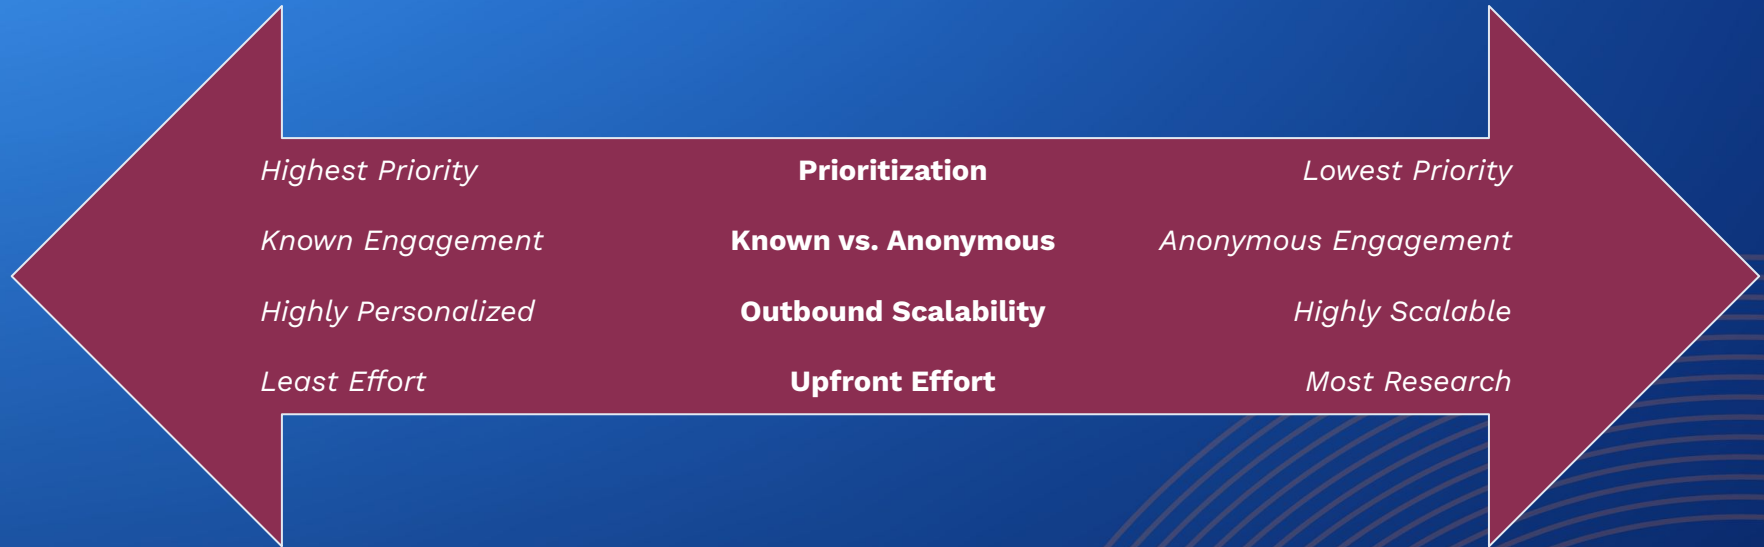 Highest Priority Prioritization Lowest Priority
Known Engagement Known vs. Anonymous Anonymous Engagement
Highly Personalized Outbound Scalability Highly Scalable
Least Effort Upfront Effort Most Research